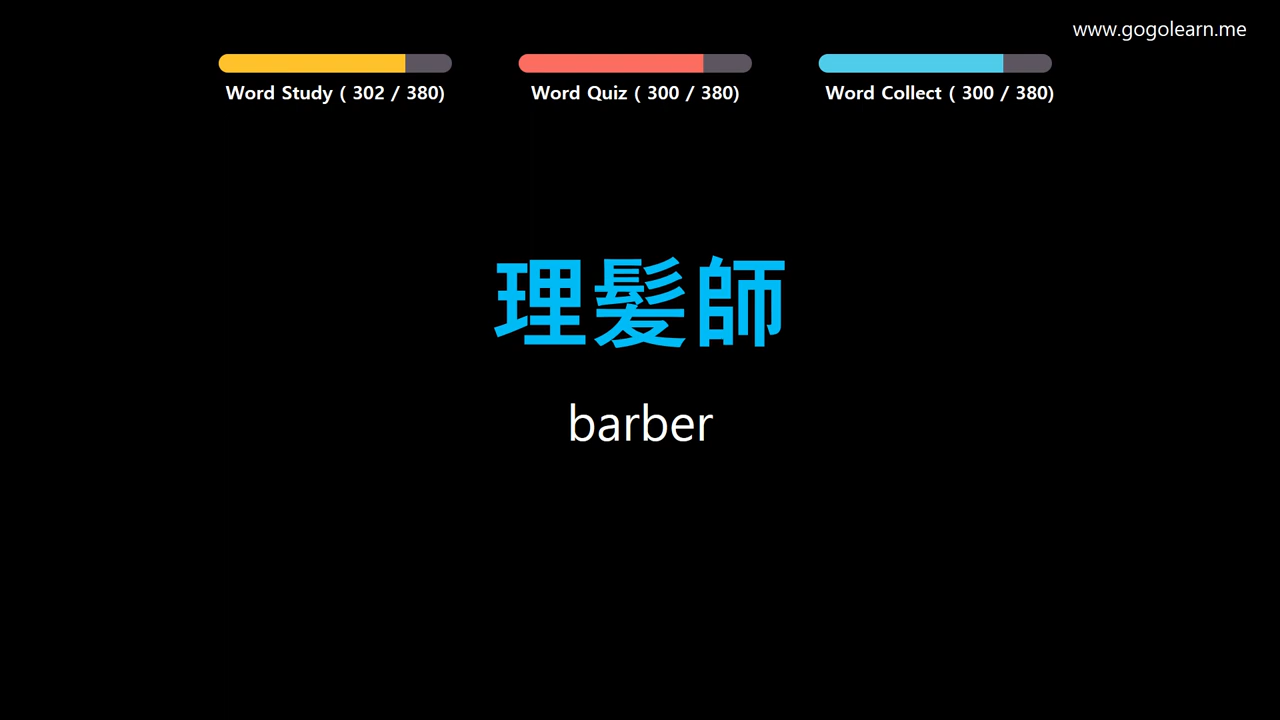 www.gogolearn.me
Word Study ( 302 / 380)
Word Quiz ( 300 / 380)
Word Collect ( 300 / 380)
理髮師
barber